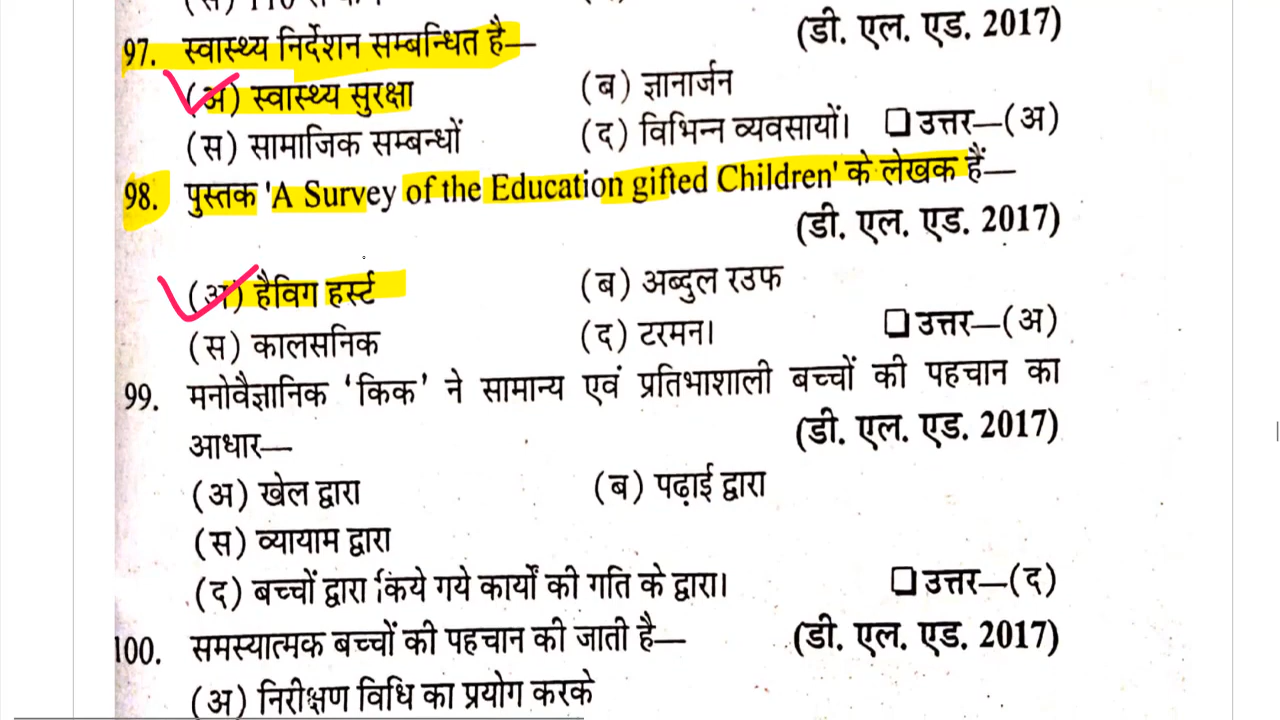 97. स्वास्थ्य निर्देशन सम्बन्धित है— (डी. एल. एड. 2017)
(अ) स्वास्थ्य सुरक्षा (ब) ज्ञानार्जन
(स) सामाजिक सम्बन्धों (द) विभिन्न व्यवसायों। उत्तर—(अ)
98. पुस्तक 'A Survey of the Education gifted Children' के लेखक हैं—
(डी. एल. एड. 2017)
(अ) हैविग हर्स्ट (ब) अब्दुल रउफ
(स) कालसनिक (द) टरमन। उत्तर—(अ)
99. मनोवैज्ञानिक ‘किक’ ने सामान्य एवं प्रतिभाशाली बच्चों की पहचान का
आधार— (डी. एल. एड. 2017)
(अ) खेल द्वारा (ब) पढ़ाई द्वारा
(स) व्यायाम द्वारा
(द) बच्चों द्वारा किये गये कार्यों की गति के द्वारा। उत्तर—(द)
100. समस्यात्मक बच्चों की पहचान की जाती है— (डी. एल. एड. 2017)
(अ) निरीक्षण विधि का प्रयोग करके